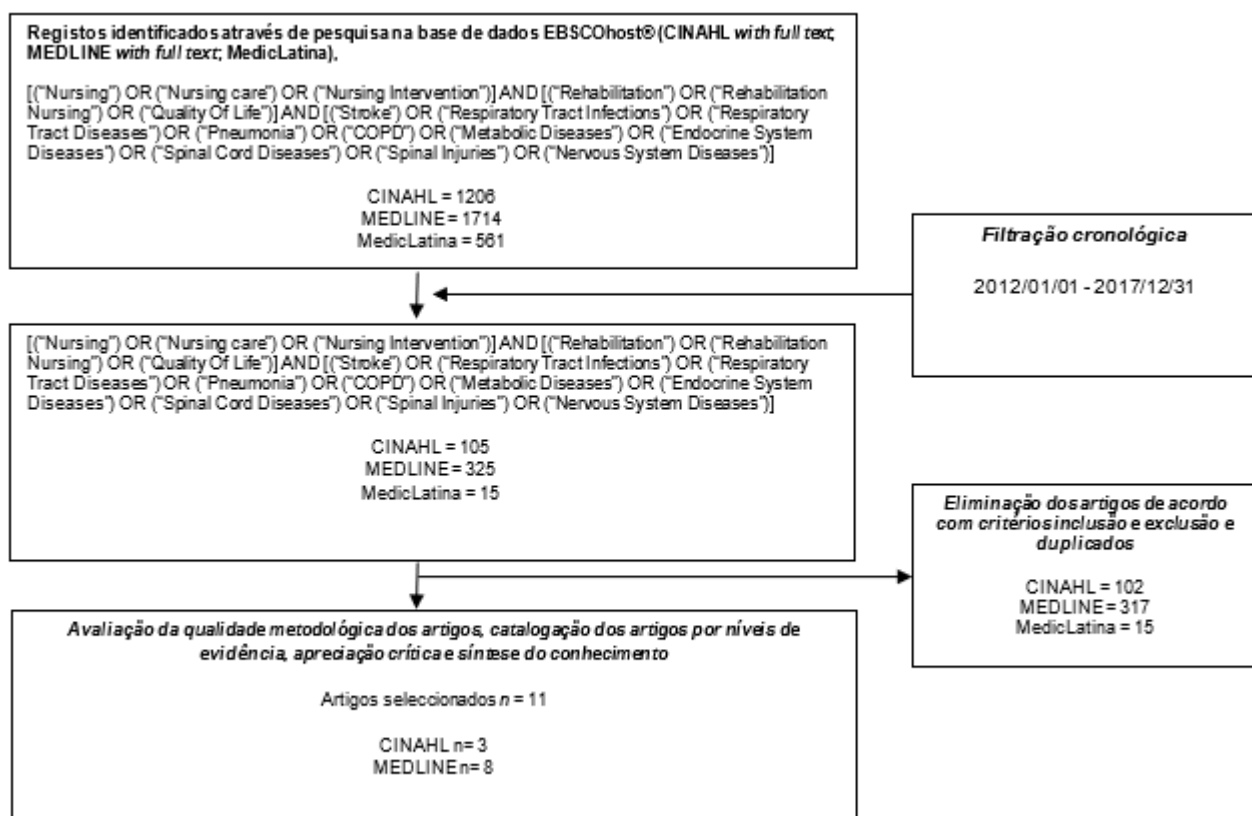 Registos identificados através de pesquisa na base de dados EBSCOhost® (CINAHL with full text;
MEDLINE with full text; MedicLatina),
[("Nursing") OR ("Nursing care") OR ("Nursing Intervention")] AND [("Rehabilitation") OR ("Rehabilitation
Nursing") OR ("Quality Of Life")] AND [("Stroke") OR ("Respiratory Tract Infections") OR ("Respiratory
Tract Diseases") OR ("Pneumonia") OR ("COPD") OR ("Metabolic Diseases") OR ("Endocrine System
Diseases") OR ("Spinal Cord Diseases") OR ("Spinal Injuries") OR ("Nervous System Diseases")]
CINAHL = 1206
MEDLINE = 1714
MedicLatina = 561
Filtração cronológica
2012/01/01 - 2017/12/31
[("Nursing") OR ("Nursing care") OR ("Nursing Intervention")] AND [("Rehabilitation") OR ("Rehabilitation
Nursing") OR ("Quality Of Life")] AND [("Stroke") OR ("Respiratory Tract Infections") OR ("Respiratory
Tract Diseases") OR ("Pneumonia") OR ("COPD") OR ("Metabolic Diseases") OR ("Endocrine System
Diseases") OR ("Spinal Cord Diseases") OR ("Spinal Injuries") OR ("Nervous System Diseases")]
CINAHL = 105
MEDLINE = 325
MedicLatina = 15
Eliminação dos artigos de acordo
com critérios inclusão e exclusão e
duplicados
CINAHL = 102
MEDLINE = 317
MedicLatina = 15
Avaliação da qualidade metodológica dos artigos, catalogação dos artigos por níveis de
evidência, apreciação crítica e síntese do conhecimento
Artigos seleccionados n = 11
CINAHL n= 3
MEDLINE n= 8